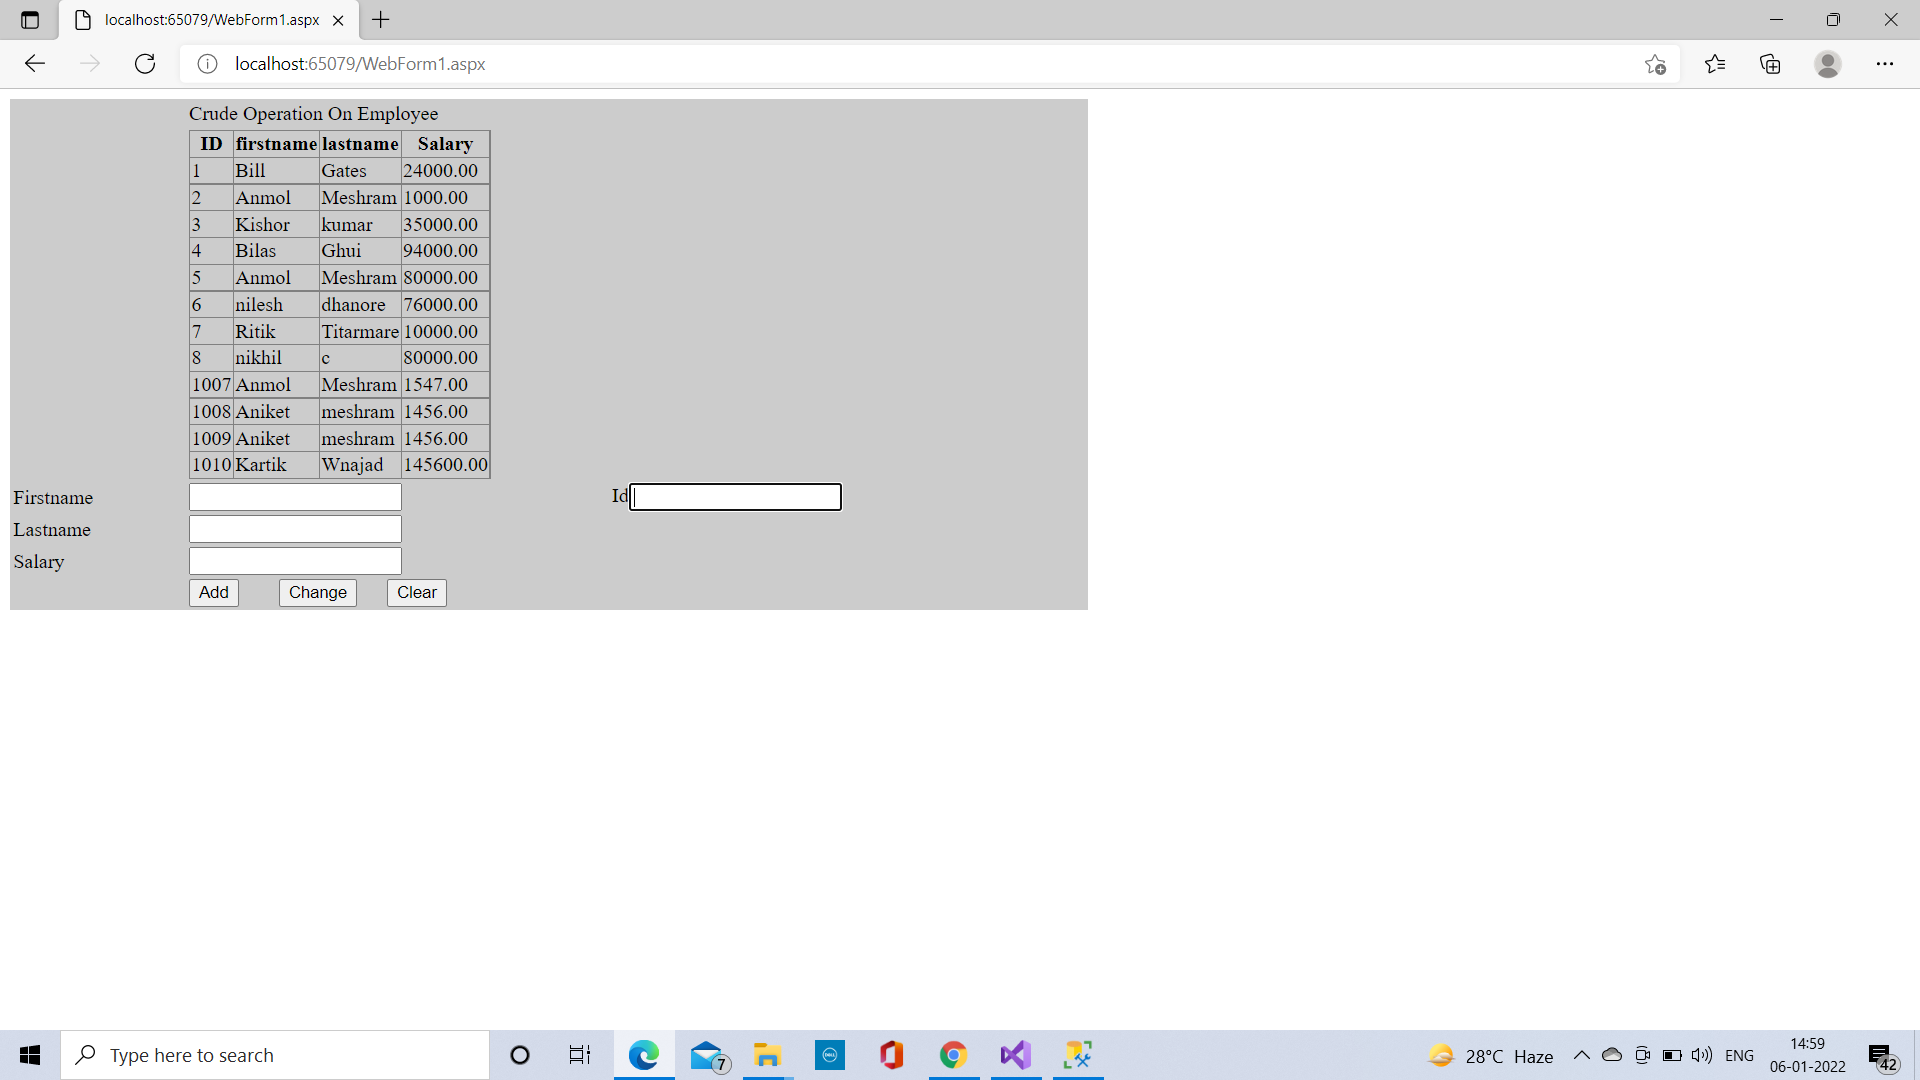 localhost:65079/WebForm1.aspx
localhost:65079/WebForm1.aspx
Crude Operation On Employee
ID firstname lastname Salary
1 Bill Gates 24000.00
2 Anmol Meshram 1000.00
3 Kishor kumar 35000.00
4 Bilas Ghui 94000.00
5 Anmol Meshram 80000.00
6 nilesh dhanore 76000.00
7 Ritik Titarmare 10000.00
8 nikhil c 80000.00
1007 Anmol Meshram 1547.00
1008 Aniket meshram 1456.00
1009 Aniket meshram 1456.00
1010 Kartik Wnajad 145600.00
Firstname Id
Lastname
Salary
Add Change Clear
Type here to search 7 DELL 28°C Haze ENG 14:59
06-01-2022 42